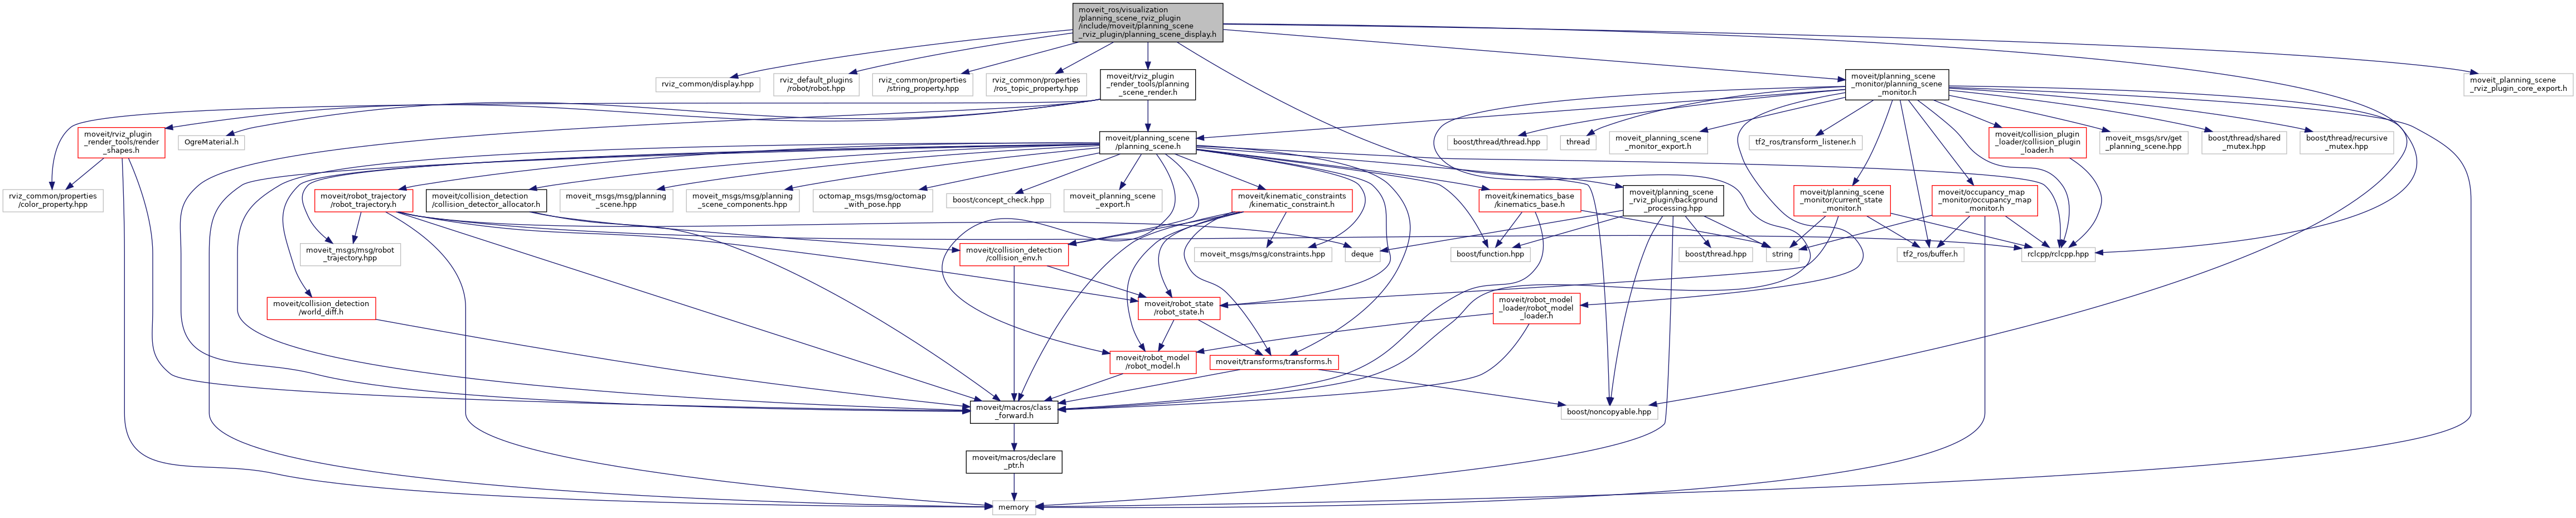 moveit_ros/visualization
/planning_scene_rviz_plugin
/include/moveit/planning_scene
_rviz_plugin/planning_scene_display.h
rviz_common/display.hpp
rviz_default_plugins
/robot/robot.hpp
rviz_common/properties
/string_property.hpp
rviz_common/properties
/ros_topic_property.hpp
moveit/rviz_plugin
_render_tools/planning
_scene_render.h
moveit/planning_scene
_monitor/planning_scene
_monitor.h
moveit_planning_scene
_rviz_plugin_core_export.h
moveit/rviz_plugin
_render_tools/render
_shapes.h
OgreMaterial.h
moveit/planning_scene
/planning_scene.h
boost/thread/thread.hpp
thread
moveit_planning_scene
_monitor_export.h
tf2_ros/transform_listener.h
moveit/collision_plugin
_loader/collision_plugin
_loader.h
moveit_msgs/srv/get
_planning_scene.hpp
boost/thread/shared
_mutex.hpp
boost/thread/recursive
_mutex.hpp
rviz_common/properties
/color_property.hpp
moveit/robot_trajectory
/robot_trajectory.h
moveit/collision_detection
/collision_detector_allocator.h
moveit_msgs/msg/planning
_scene.hpp
moveit_msgs/msg/planning
_scene_components.hpp
octomap_msgs/msg/octomap
_with_pose.hpp
boost/concept_check.hpp
moveit_planning_scene
_export.h
moveit/kinematic_constraints
/kinematic_constraint.h
moveit/kinematics_base
/kinematics_base.h
moveit/planning_scene
_rviz_plugin/background
_processing.hpp
moveit/planning_scene
_monitor/current_state
_monitor.h
moveit/occupancy_map
_monitor/occupancy_map
_monitor.h
moveit_msgs/msg/robot
_trajectory.hpp
moveit/collision_detection
/collision_env.h
moveit_msgs/msg/constraints.hpp
deque
boost/function.hpp
boost/thread.hpp
string
tf2_ros/buffer.h
rclcpp/rclcpp.hpp
moveit/collision_detection
/world_diff.h
moveit/robot_state
/robot_state.h
moveit/robot_model
_loader/robot_model
_loader.h
moveit/robot_model
/robot_model.h
moveit/transforms/transforms.h
moveit/macros/class
_forward.h
boost/noncopyable.hpp
moveit/macros/declare
_ptr.h
memory